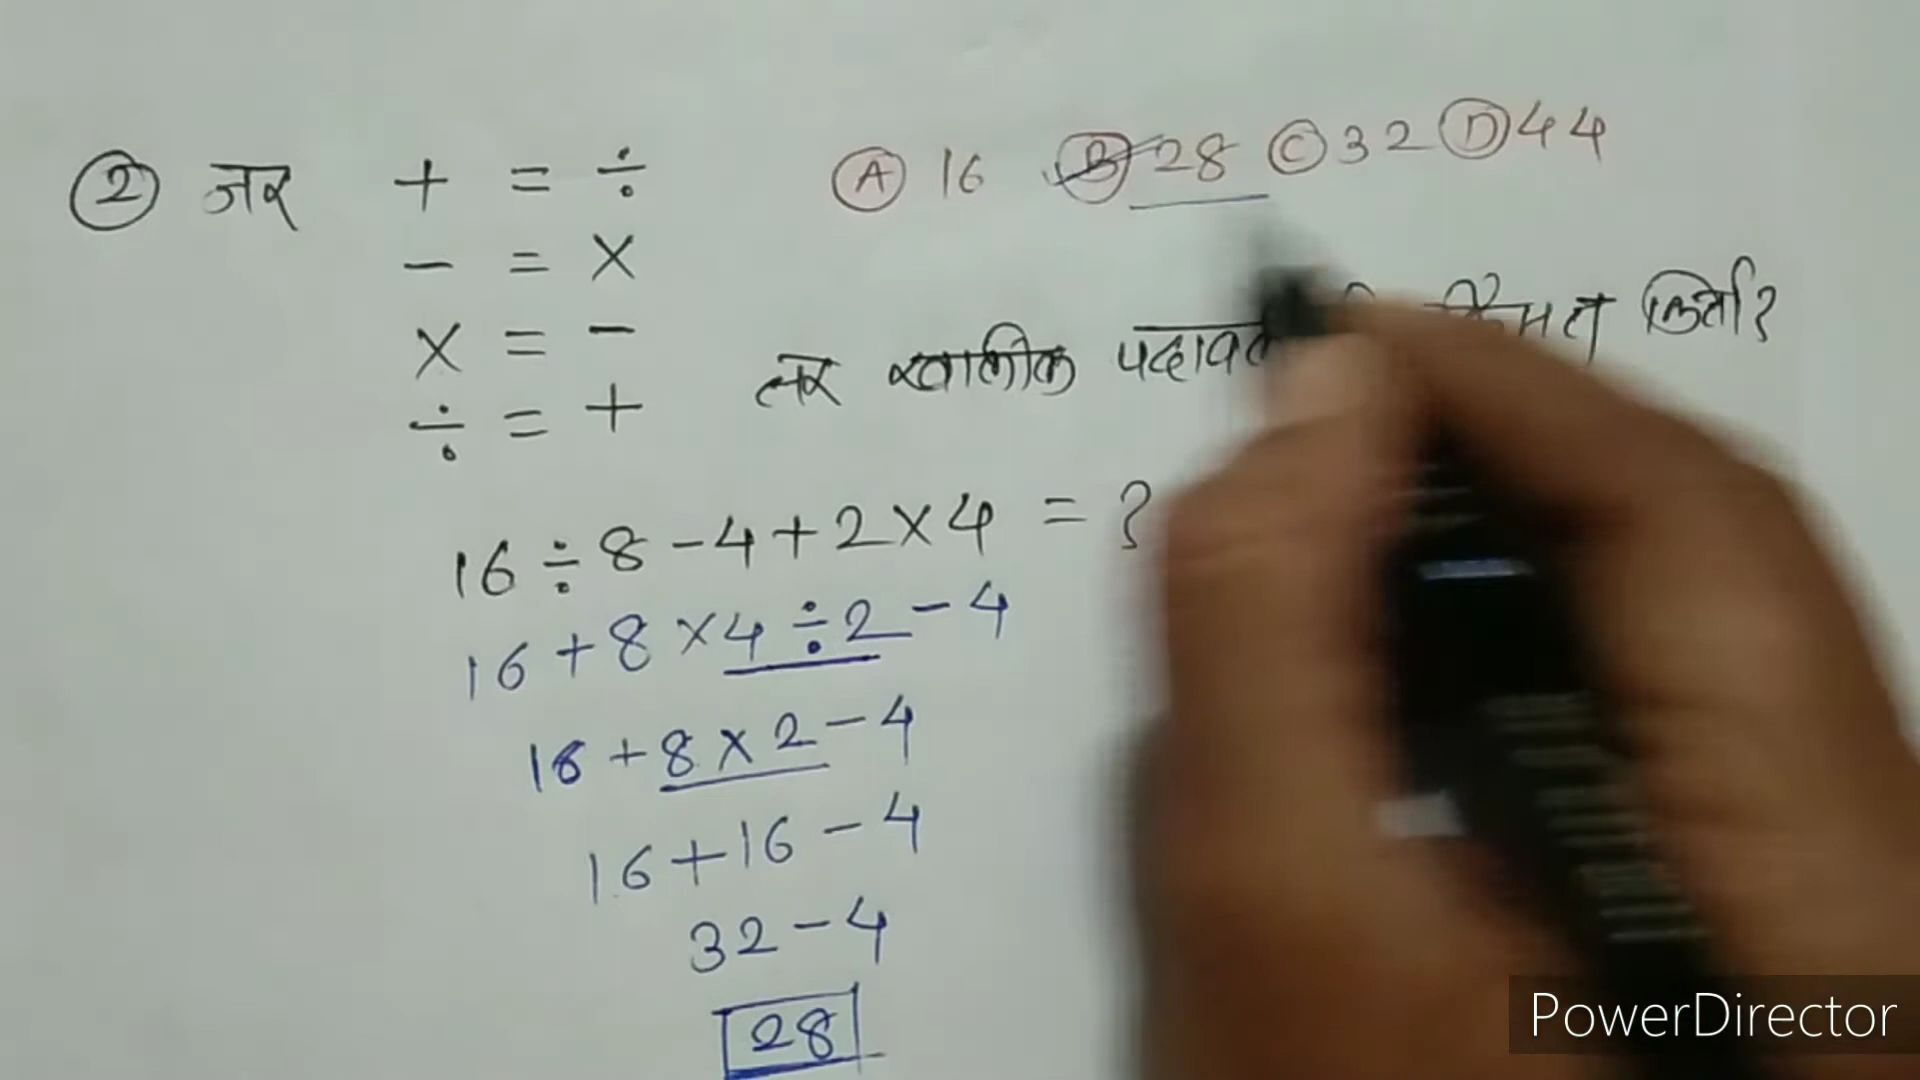 ② जर + = ÷ Ⓐ 16 Ⓑ 28 Ⓒ 32 Ⓓ 44
- = ×
× = - तर खालील किंमत किती?
÷ = +
16 ÷ 8 - 4 + 2 × 4 = ?
16 + 8 × 4 ÷ 2 - 4
16 + 8 × 2 - 4
16 + 16 - 4
32 - 4
28
PowerDirector